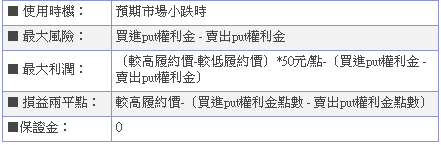 ■ 使用時機： 預期市場小跌時
■ 最大風險： 買進put權利金 - 賣出put權利金
■ 最大利潤： 〔較高履約價-較低履約價〕*50元/點-〔買進put權利金 -
賣出put權利金〕
■ 損益兩平點： 較高履約價-〔買進put權利金點數 - 賣出put權利金點數〕
■保證金： 0